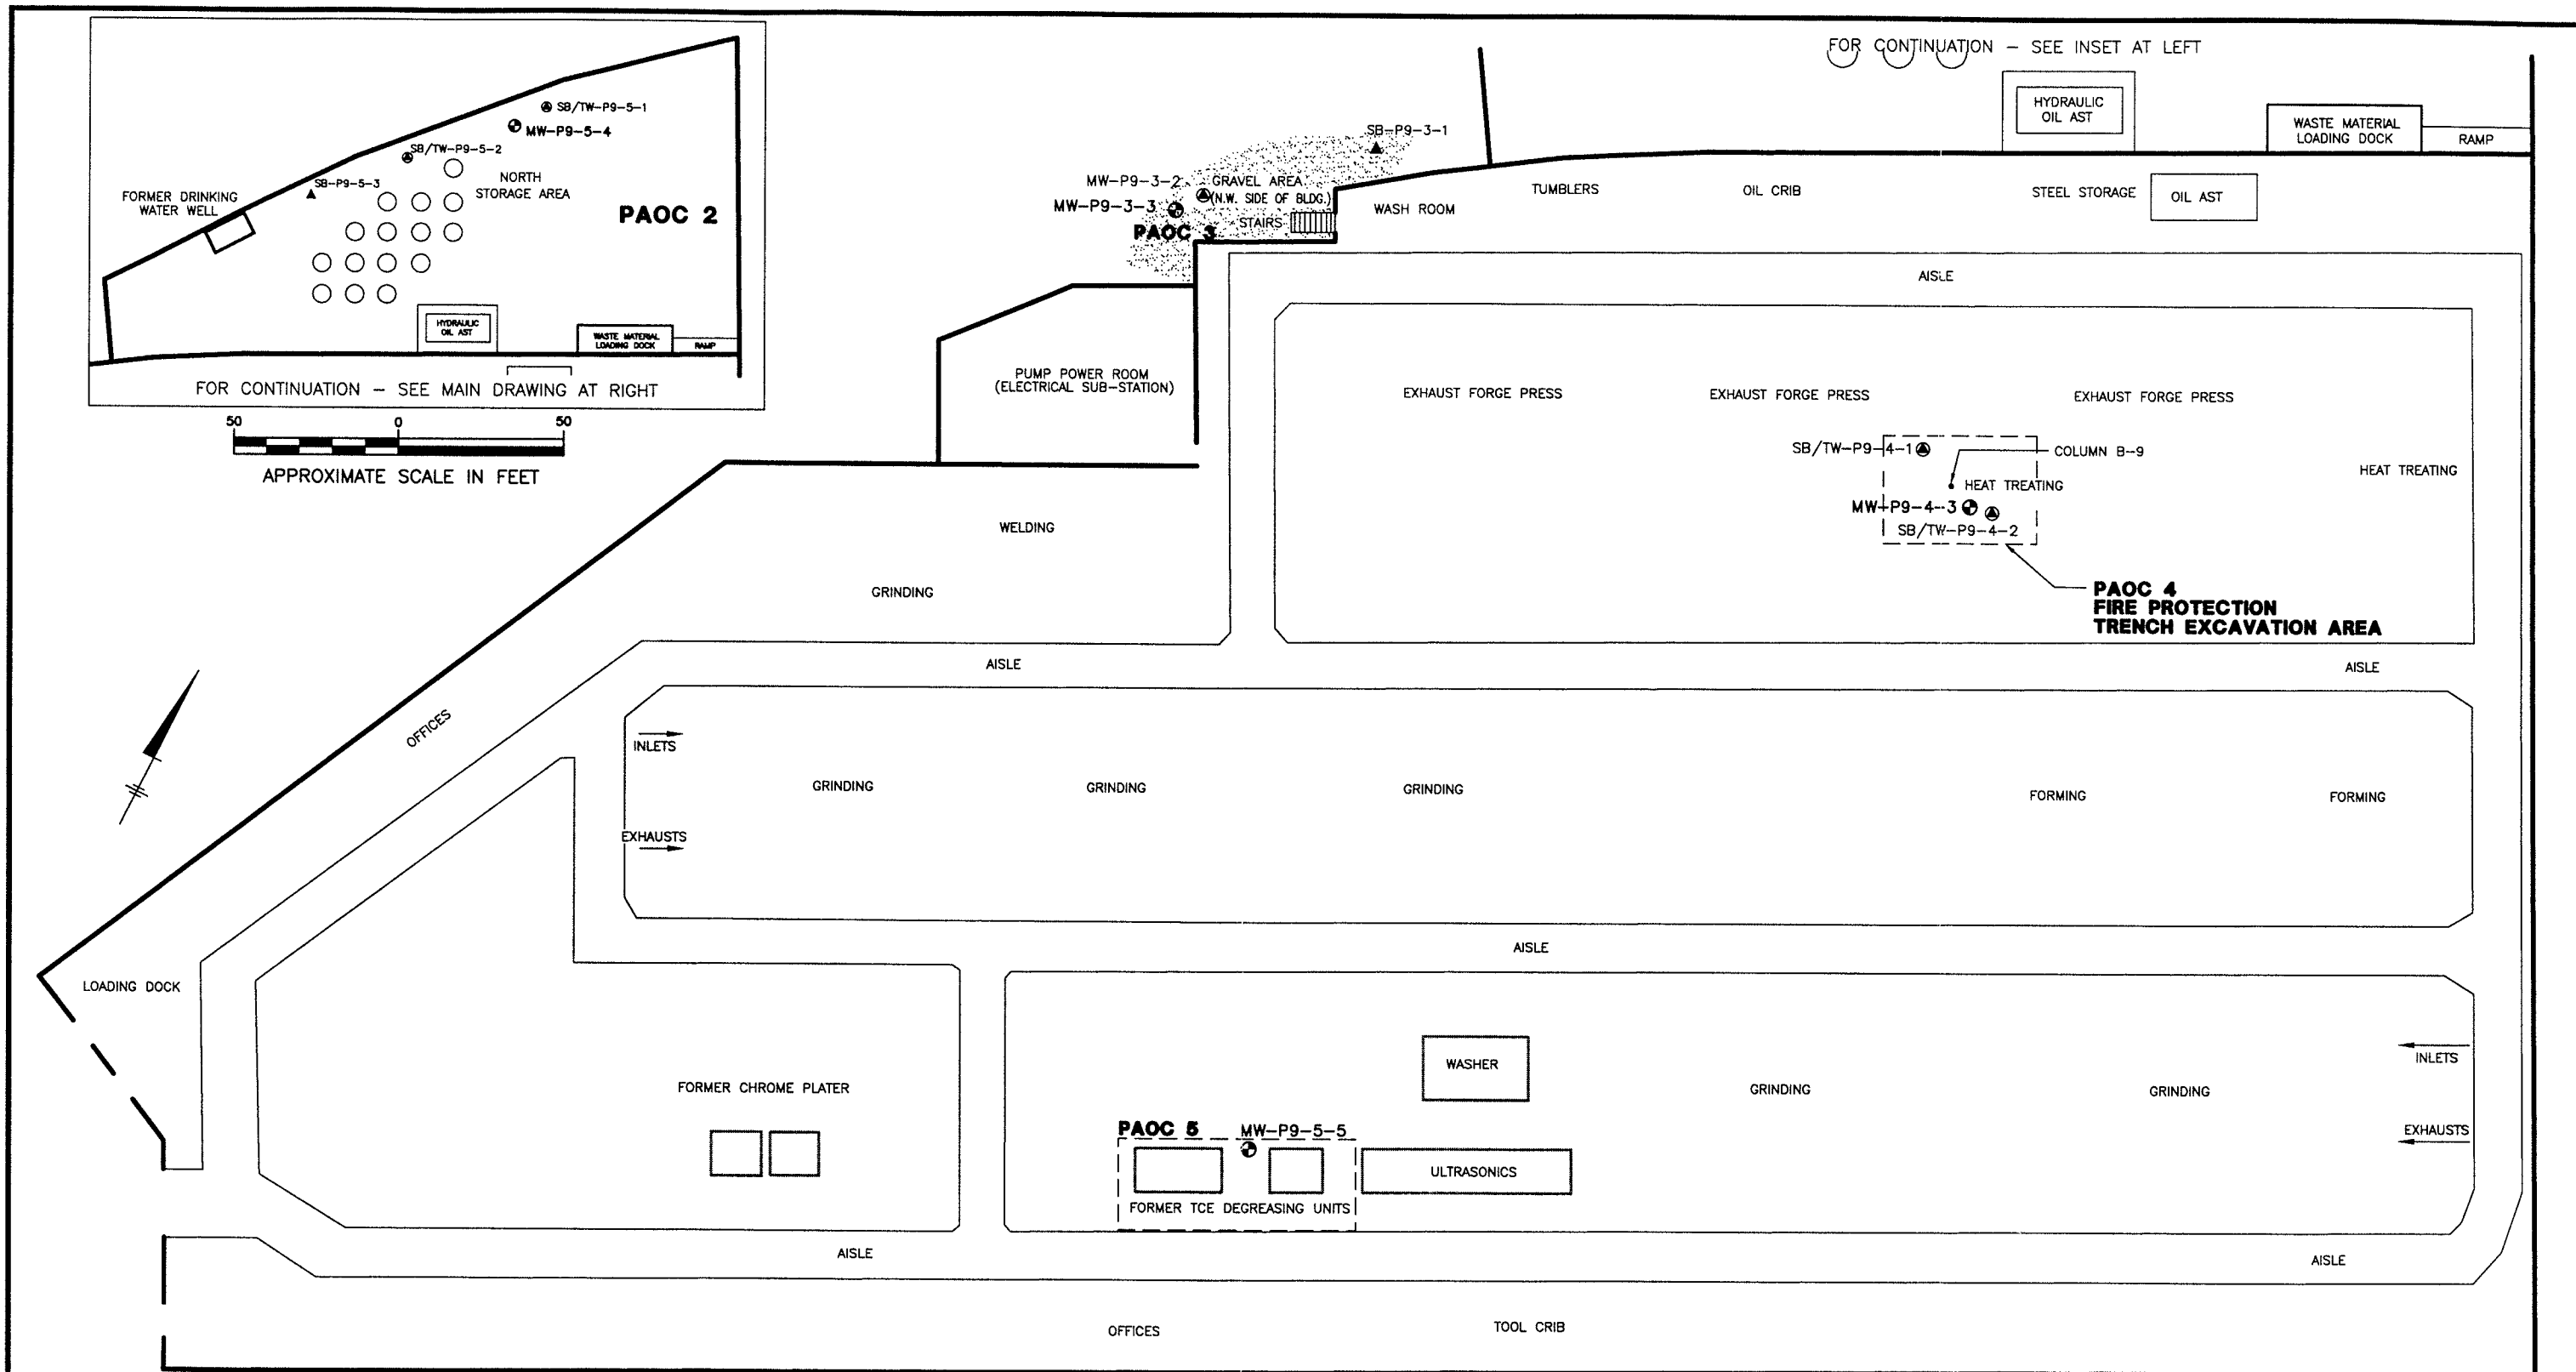 SB/TW-P9-5-1
MW-P9-5-4
SB/TW-P9-5-2
NORTH
STORAGE AREA
SB-P9-5-3
FORMER DRINKING
WATER WELL
PAOC 2
HYDRAULIC
OIL AST
WASTE MATERIAL
LOADING DOCK
RAMP
FOR CONTINUATION - SEE MAIN DRAWING AT RIGHT
50 0 50
APPROXIMATE SCALE IN FEET
FOR CONTINUATION - SEE INSET AT LEFT
HYDRAULIC
OIL AST
WASTE MATERIAL
LOADING DOCK
RAMP
SB-P9-3-1
MW-P9-3-2
GRAVEL AREA
(N.W. SIDE OF BLDG.)
MW-P9-3-3
STAIRS
PAOC 3
WASH ROOM
TUMBLERS
OIL CRIB
STEEL STORAGE
OIL AST
AISLE
PUMP POWER ROOM
(ELECTRICAL SUB-STATION)
EXHAUST FORGE PRESS
EXHAUST FORGE PRESS
EXHAUST FORGE PRESS
SB/TW-P9-4-1
COLUMN B-9
HEAT TREATING
HEAT TREATING
MW-P9-4-3
SB/TW-P9-4-2
PAOC 4
FIRE PROTECTION
TRENCH EXCAVATION AREA
WELDING
GRINDING
AISLE
AISLE
OFFICES
INLETS
EXHAUSTS
GRINDING
GRINDING
GRINDING
FORMING
FORMING
AISLE
LOADING DOCK
FORMER CHROME PLATER
WASHER
GRINDING
GRINDING
INLETS
EXHAUSTS
PAOC 5
MW-P9-5-5
FORMER TCE DEGREASING UNITS
ULTRASONICS
AISLE
AISLE
OFFICES
TOOL CRIB